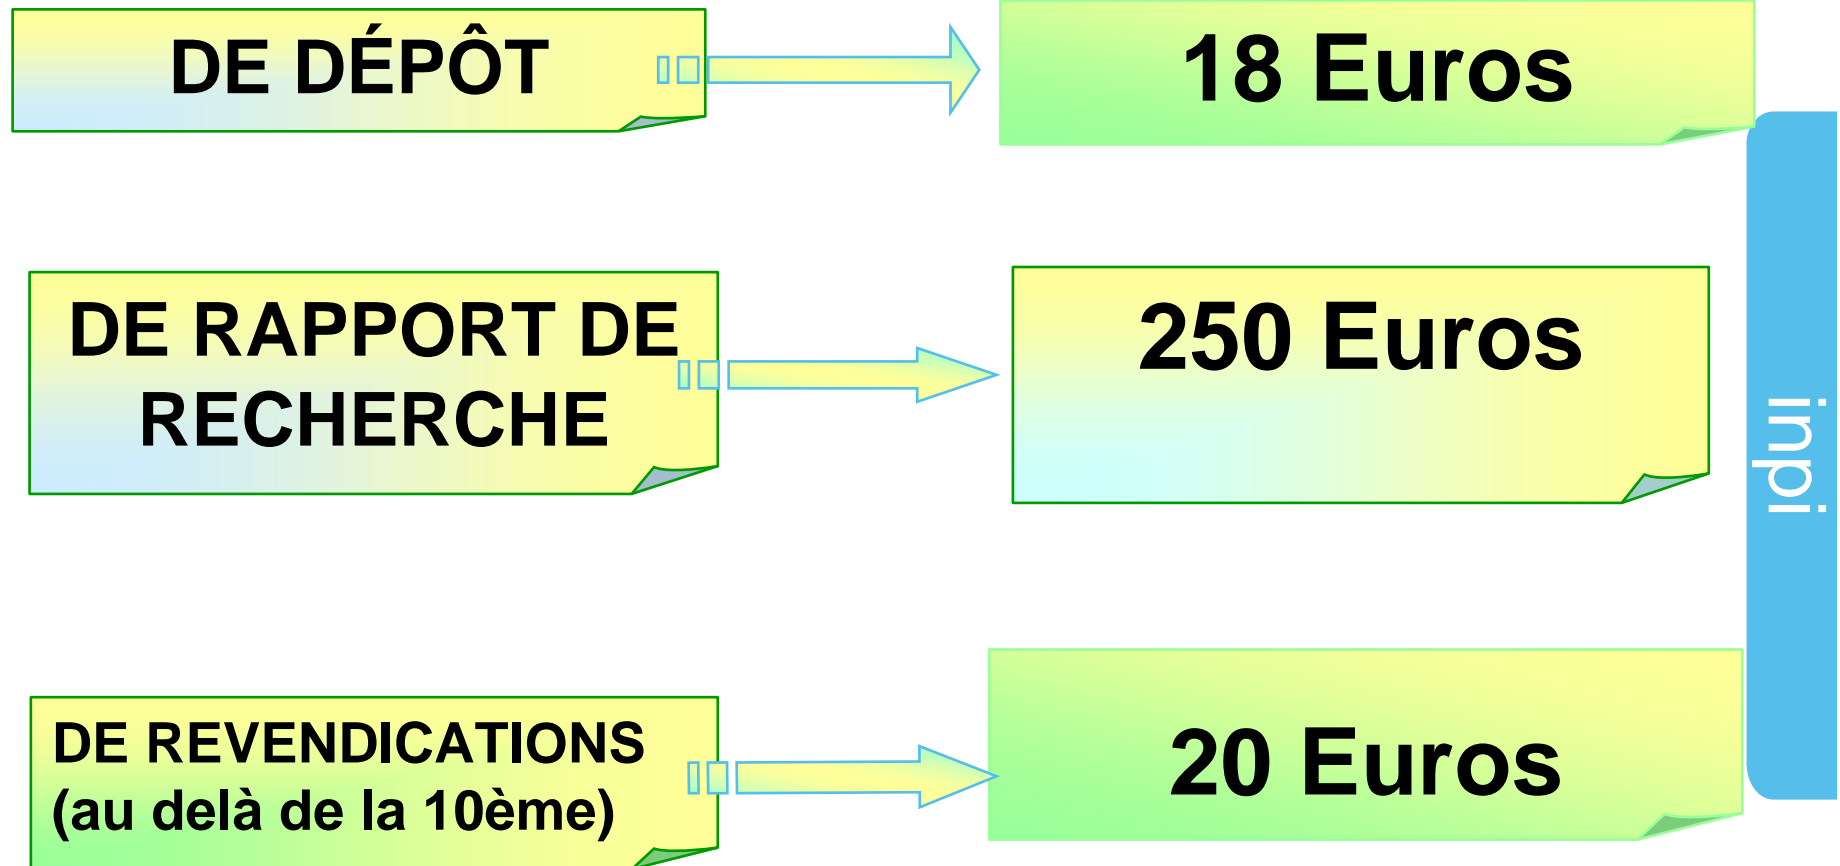 DE DÉPÔT
18 Euros
DE RAPPORT DE
RECHERCHE
250 Euros
DE REVENDICATIONS
(au delà de la 10ème)
20 Euros
inpi